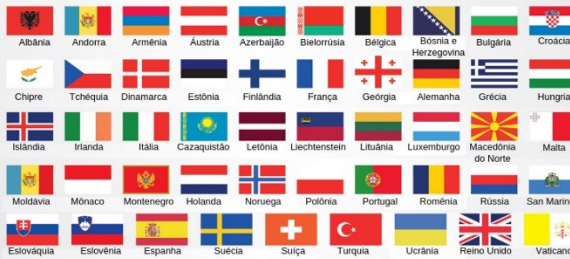 Albânia Andorra Armênia Áustria Azerbaijão Bielorrúsia Bélgica Bósnia e Herzegovina Bulgária Croácia
Chipre Tchéquia Dinamarca Estônia Finlândia França Geórgia Alemanha Grécia Hungria
Islândia Irlanda Itália Cazaquistão Letônia Liechtenstein Lituânia Luxemburgo Macedônia do Norte Malta
Moldávia Mônaco Montenegro Holanda Noruega Polônia Portugal Romênia Rússia San Marin
Eslováquia Eslovênia Espanha Suécia Suíça Turquia Ucrânia Reino Unido Vaticano